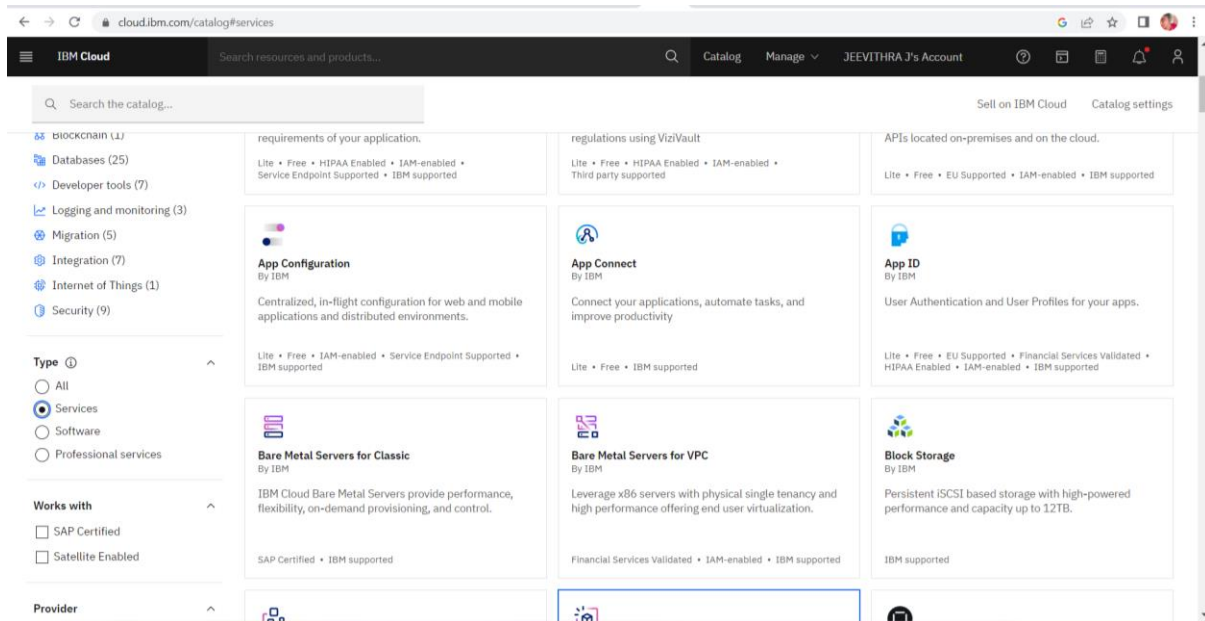 cloud.ibm.com/catalog#services
IBM Cloud
Search resources and products...
Catalog
Manage
JEEVITHRA J's Account
Search the catalog...
Sell on IBM Cloud
Catalog settings
Blockchain (1)
Databases (25)
Developer tools (7)
Logging and monitoring (3)
Migration (5)
Integration (7)
Internet of Things (1)
Security (9)
Type
All
Services
Software
Professional services
Works with
SAP Certified
Satellite Enabled
Provider
requirements of your application.
Lite • Free • HIPAA Enabled • IAM-enabled •
Service Endpoint Supported • IBM supported
regulations using ViziVault
Lite • Free • HIPAA Enabled • IAM-enabled •
Third party supported
APIs located on-premises and on the cloud.
Lite • Free • EU Supported • IAM-enabled • IBM supported
App Configuration
By IBM
Centralized, in-flight configuration for web and mobile
applications and distributed environments.
Lite • Free • IAM-enabled • Service Endpoint Supported •
IBM supported
App Connect
By IBM
Connect your applications, automate tasks, and
improve productivity
Lite • Free • IBM supported
App ID
By IBM
User Authentication and User Profiles for your apps.
Lite • Free • EU Supported • Financial Services Validated •
HIPAA Enabled • IAM-enabled • IBM supported
Bare Metal Servers for Classic
By IBM
IBM Cloud Bare Metal Servers provide performance,
flexibility, on-demand provisioning, and control.
SAP Certified • IBM supported
Bare Metal Servers for VPC
By IBM
Leverage x86 servers with physical single tenancy and
high performance offering end user virtualization.
Financial Services Validated • IAM-enabled • IBM supported
Block Storage
By IBM
Persistent iSCSI based storage with high-powered
performance and capacity up to 12TB.
IBM supported